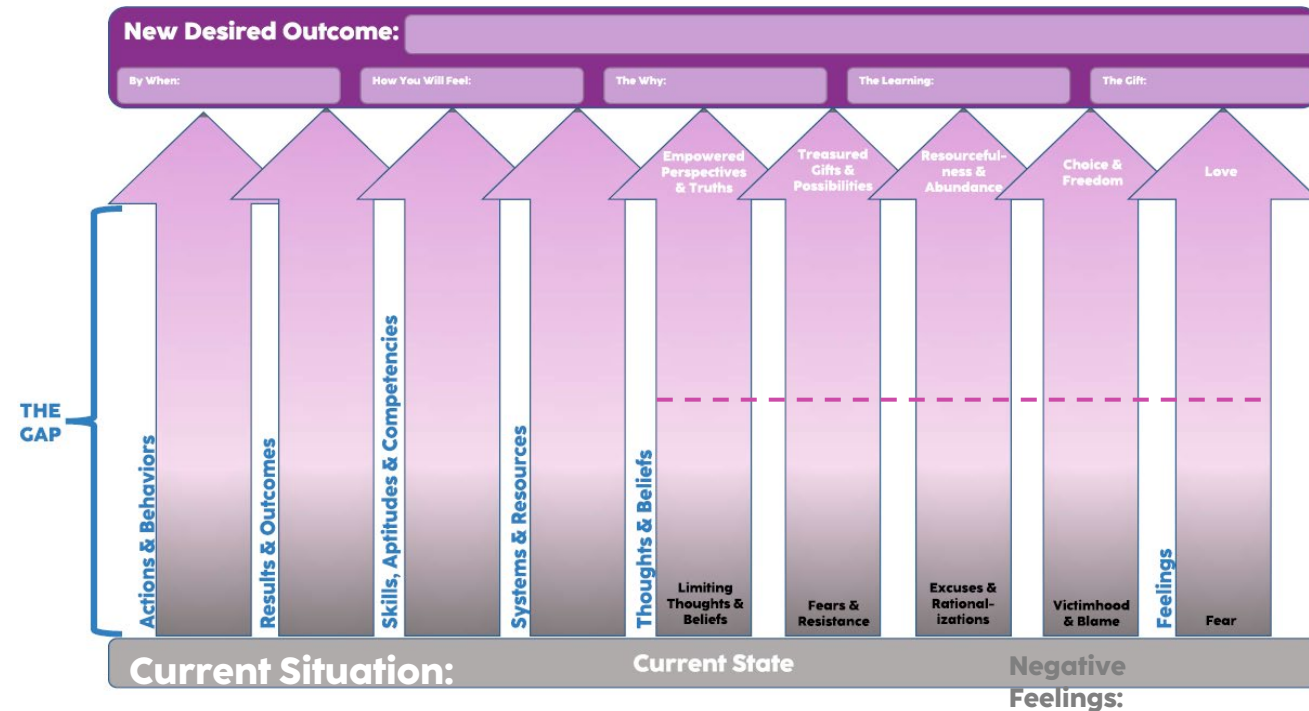 New Desired Outcome:
By When:
How You Will Feel:
The Why:
The Learning:
The Gift:
Empowered
Perspectives
& Truths
Treasured
Gifts &
Possibilities
Resourceful-
ness &
Abundance
Choice &
Freedom
Love
THE
GAP
Actions & Behaviors
Results & Outcomes
Skills, Aptitudes & Competencies
Systems & Resources
Thoughts & Beliefs
Limiting
Thoughts &
Beliefs
Fears &
Resistance
Excuses &
Rational-
izations
Victimhood
& Blame
Feelings
Fear
Current Situation:
Current State
Negative
Feelings: